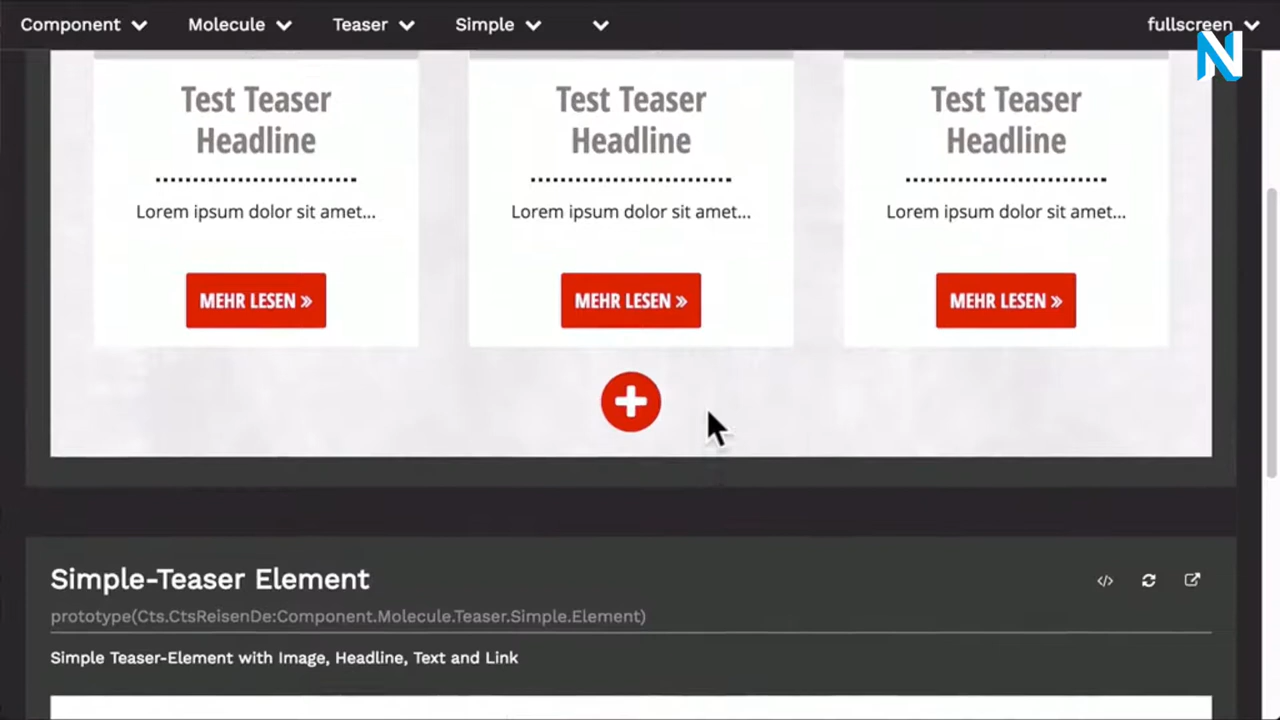 Component Molecule Teaser Simple fullscreen
N
Test Teaser Headline
Lorem ipsum dolor sit amet...
MEHR LESEN »
Test Teaser Headline
Lorem ipsum dolor sit amet...
MEHR LESEN »
Test Teaser Headline
Lorem ipsum dolor sit amet...
MEHR LESEN »
Simple-Teaser Element
</>
prototype(Cts.CtsReisenDe:Component.Molecule.Teaser.Simple.Element)
Simple Teaser-Element with Image, Headline, Text and Link